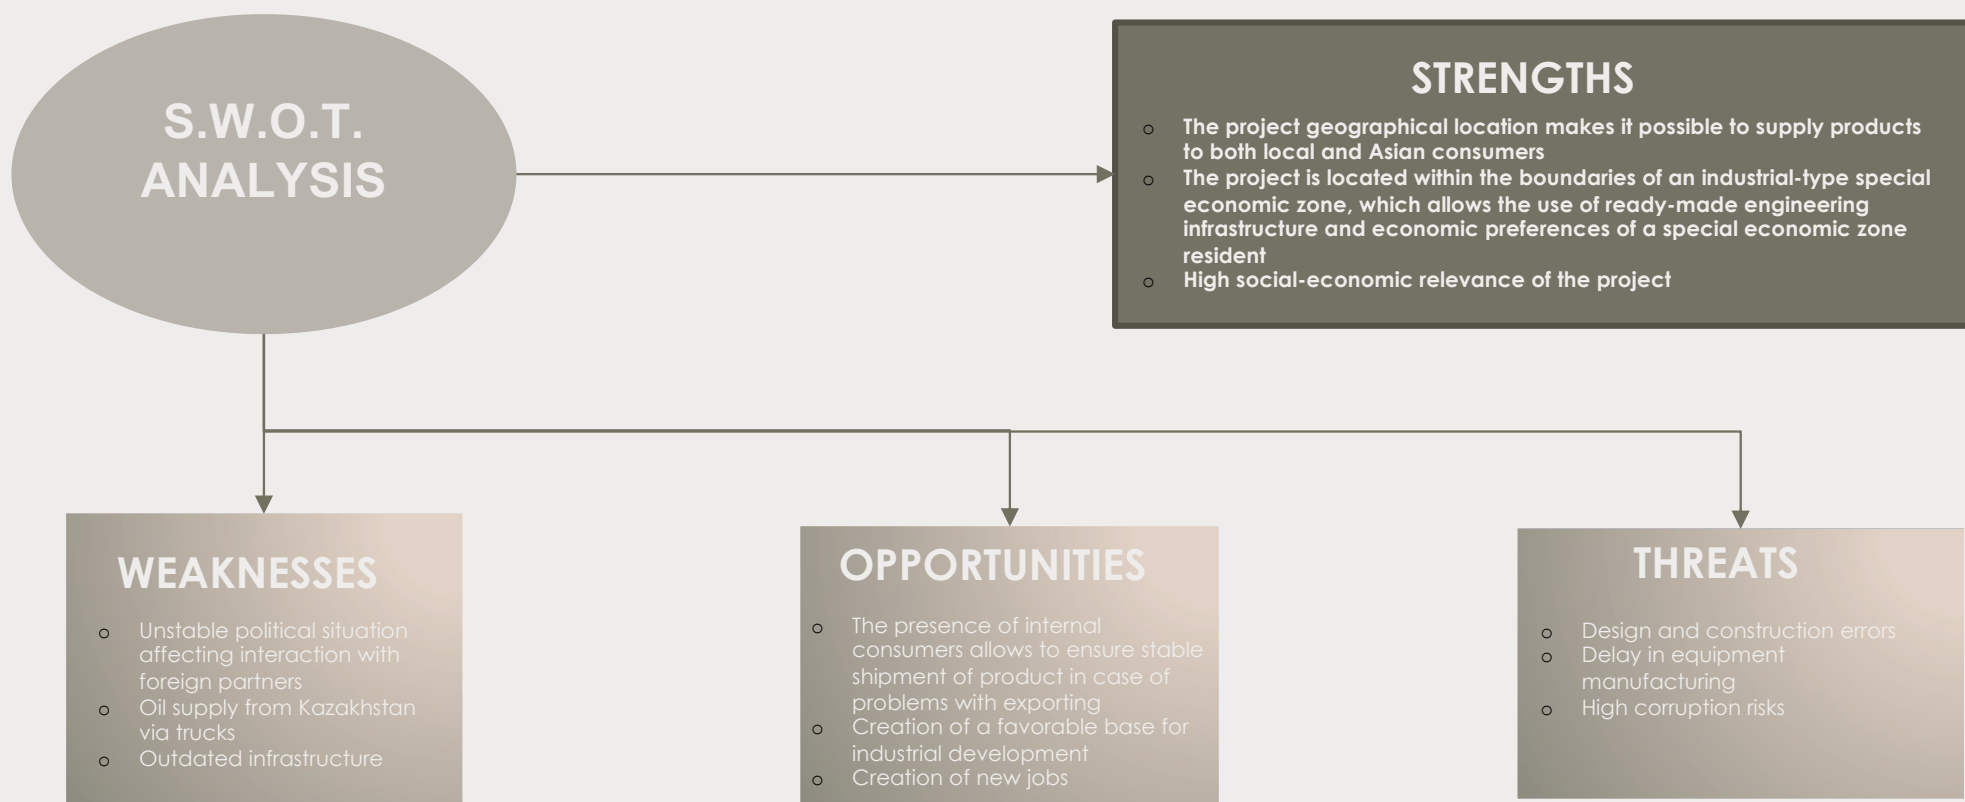 S.W.O.T.
ANALYSIS
STRENGTHS
o The project geographical location makes it possible to supply products
to both local and Asian consumers
o The project is located within the boundaries of an industrial-type special
economic zone, which allows the use of ready-made engineering
infrastructure and economic preferences of a special economic zone
resident
o High social-economic relevance of the project
WEAKNESSES
o Unstable political situation
affecting interaction with
foreign partners
o Oil supply from Kazakhstan
via trucks
o Outdated infrastructure
OPPORTUNITIES
o The presence of internal
consumers allows to ensure stable
shipment of product in case of
problems with exporting
o Creation of a favorable base for
industrial development
o Creation of new jobs
THREATS
o Design and construction errors
o Delay in equipment
manufacturing
o High corruption risks